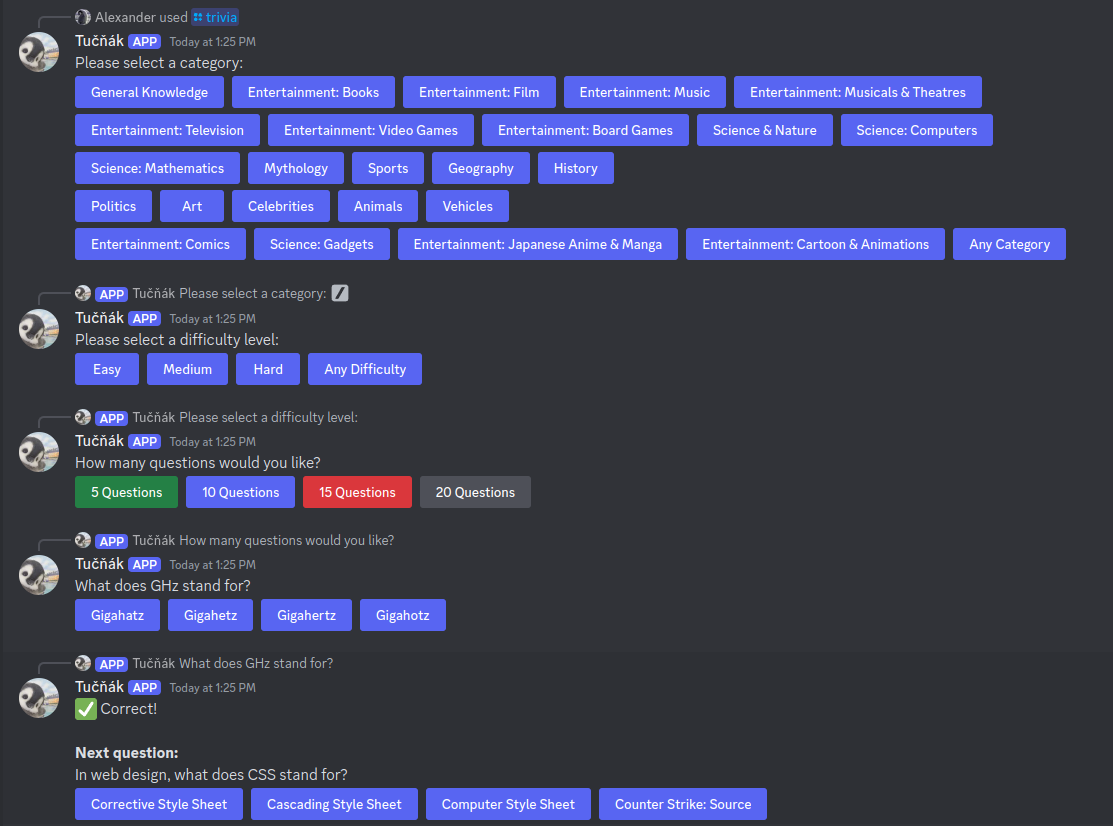 Alexander used trivia
Tučňák APP Today at 1:25 PM
Please select a category:
General Knowledge Entertainment: Books Entertainment: Film Entertainment: Music Entertainment: Musicals & Theatres
Entertainment: Television Entertainment: Video Games Entertainment: Board Games Science & Nature Science: Computers
Science: Mathematics Mythology Sports Geography History
Politics Art Celebrities Animals Vehicles
Entertainment: Comics Science: Gadgets Entertainment: Japanese Anime & Manga Entertainment: Cartoon & Animations Any Category
APP Tučňák Please select a category:
Tučňák APP Today at 1:25 PM
Please select a difficulty level:
Easy Medium Hard Any Difficulty
APP Tučňák Please select a difficulty level:
Tučňák APP Today at 1:25 PM
How many questions would you like?
5 Questions 10 Questions 15 Questions 20 Questions
APP Tučňák How many questions would you like?
Tučňák APP Today at 1:25 PM
What does GHz stand for?
Gigahatz Gigahetz Gigahertz Gigahotz
APP Tučňák What does GHz stand for?
Tučňák APP Today at 1:25 PM
✅ Correct!
Next question:
In web design, what does CSS stand for?
Corrective Style Sheet Cascading Style Sheet Computer Style Sheet Counter Strike: Source